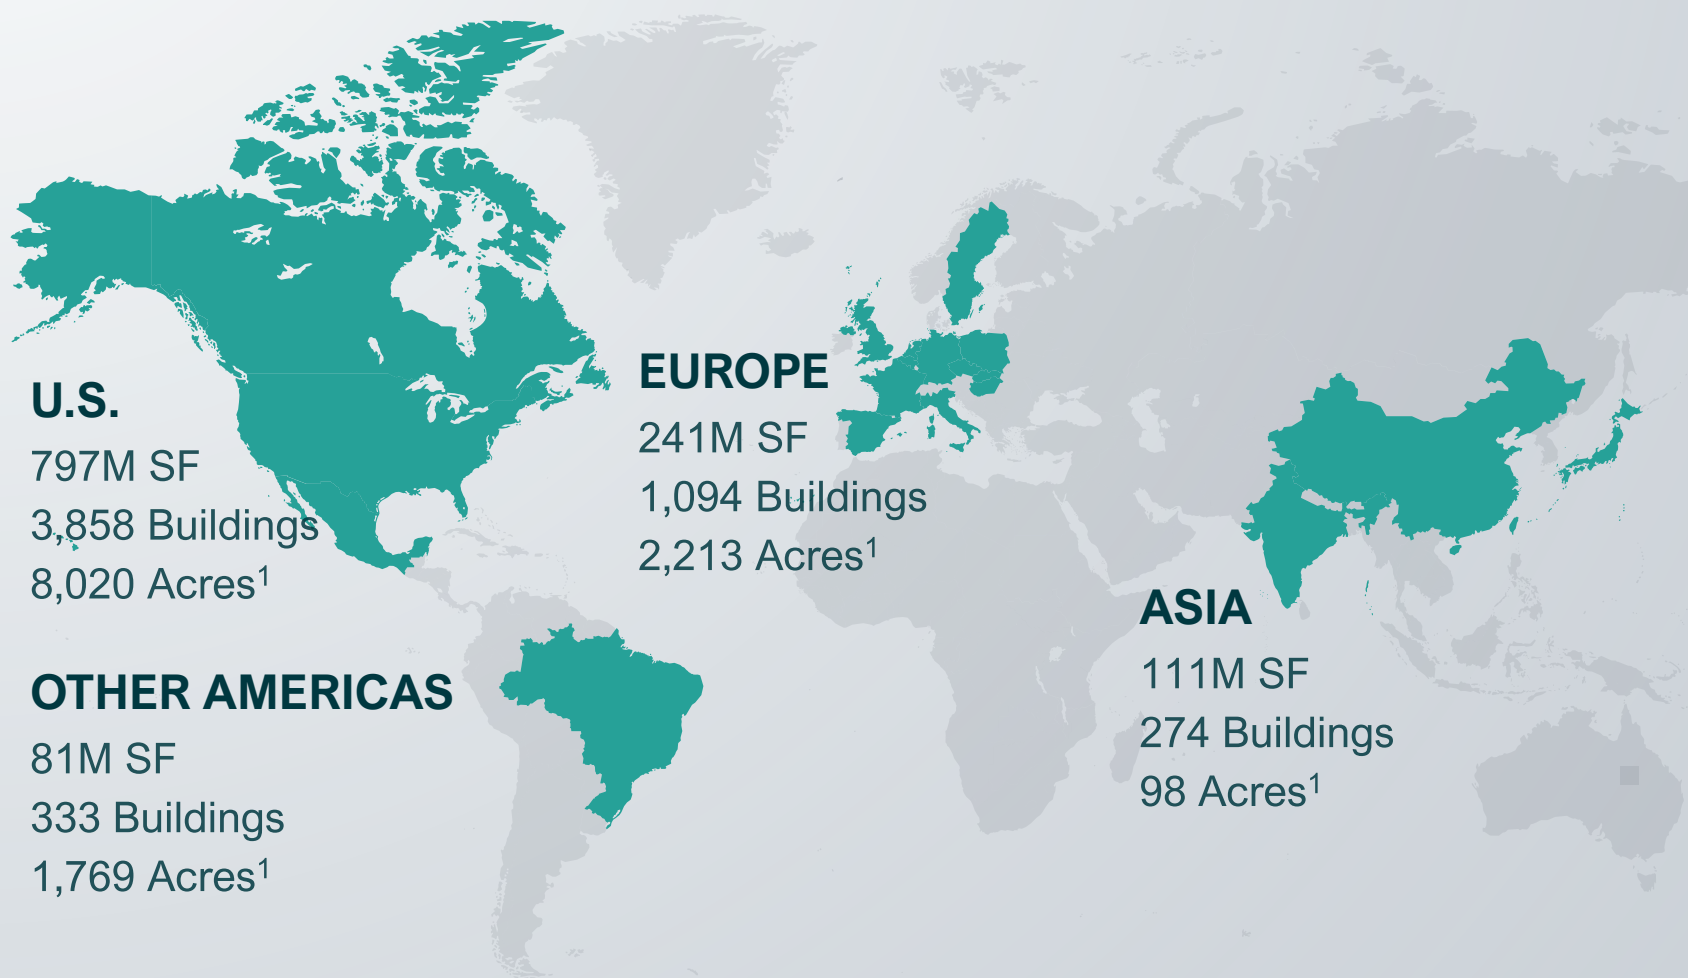 U.S.
797M SF
3,858 Buildings
8,020 Acres¹
OTHER AMERICAS
81M SF
333 Buildings
1,769 Acres¹
EUROPE
241M SF
1,094 Buildings
2,213 Acres¹
ASIA
111M SF
274 Buildings
98 Acres¹